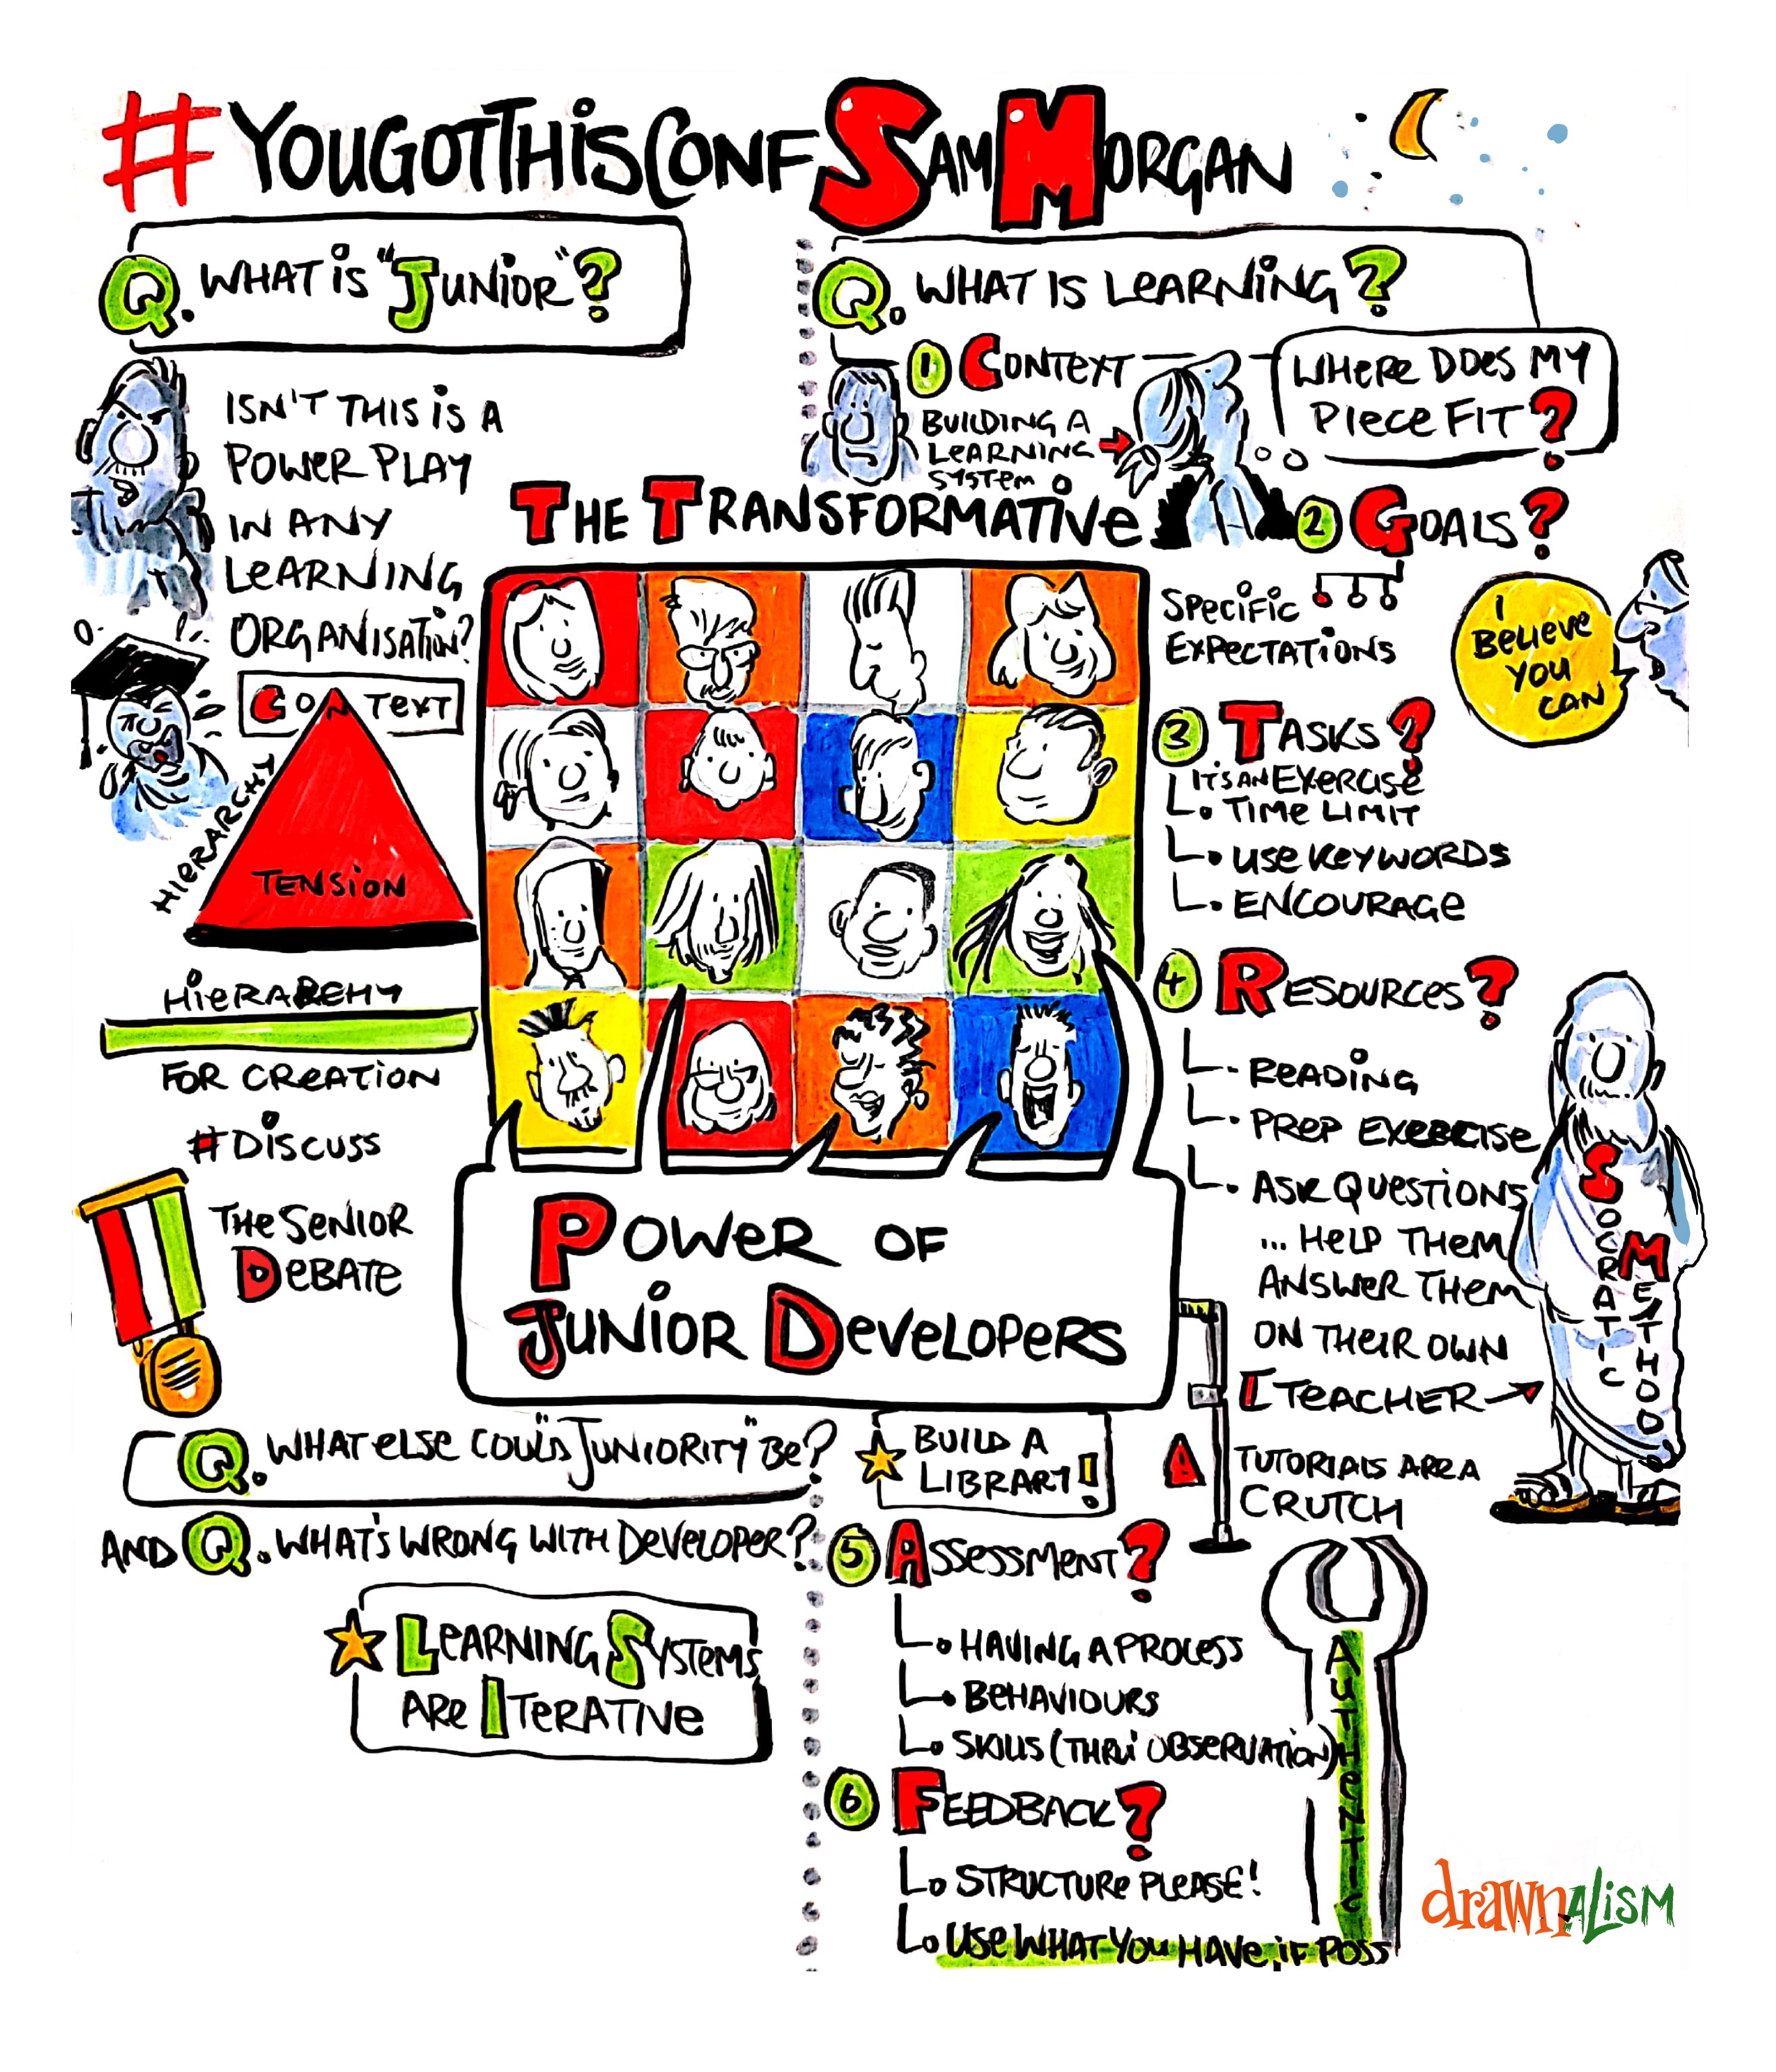 #YOUGOTTHISCONF SAM MORGAN
Q. WHAT IS "JUNIOR"?
ISN'T THIS IS A
POWER PLAY
IN ANY
LEARNING
ORGANISATION?
CONTEXT
HIERARCHY
TENSION
HIERARCHY
FOR CREATION
#DISCUSS
THE SENIOR
DEBATE
Q. WHAT ELSE COULD "JUNIORITY" BE?
AND Q. WHAT'S WRONG WITH DEVELOPER?
LEARNING SYSTEMS
ARE ITERATIVE
THE TRANSFORMATIVE
POWER OF
JUNIOR DEVELOPERS
Q. WHAT IS LEARNING?
1 CONTEXT
BUILDING A
LEARNING
SYSTEM
WHERE DOES MY
PIECE FIT?
2 GOALS?
SPECIFIC
EXPECTATIONS
I
BELIEVE
YOU
CAN
3 TASKS?
IT'S AN EXERCISE
TIME LIMIT
USE KEYWORDS
ENCOURAGE
4 RESOURCES?
READING
PREP EXERCISE
ASK QUESTIONS
... HELP THEM
ANSWER THEM
ON THEIR OWN
TEACHER
SOCRATIC
METHOD
TUTORIALS ARE A
CRUTCH
BUILD A
LIBRARY!
5 ASSESSMENT?
HAVING A PROCESS
BEHAVIOURS
SKILLS (THRU OBSERVATION)
6 FEEDBACK?
STRUCTURE PLEASE!
USE WHAT YOU HAVE, IF POSS
AUTHENTIC
drawnalism